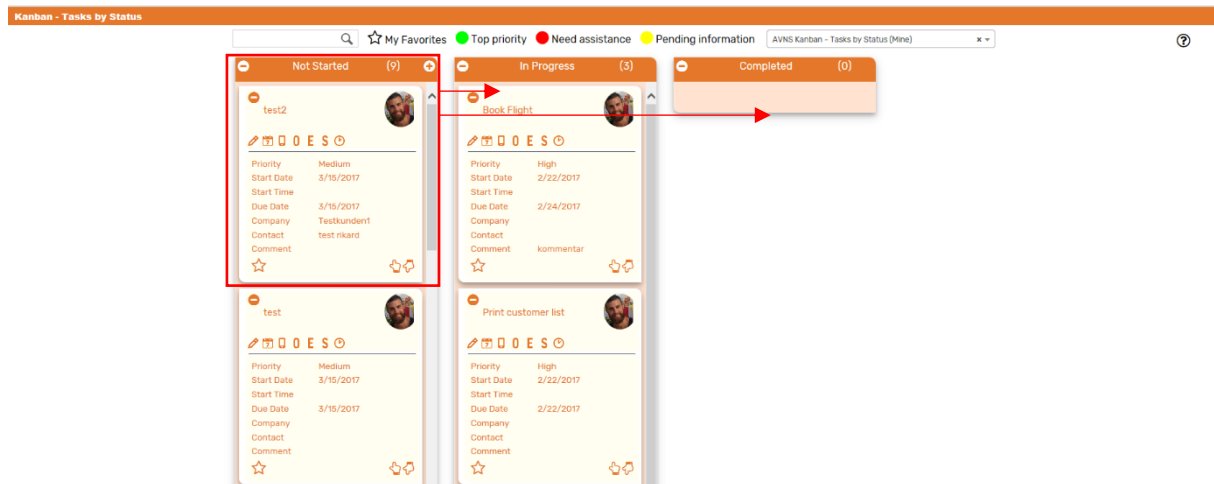 Kanban - Tasks by Status
My Favorites Top priority Need assistance Pending information AVNS Kanban - Tasks by Status (Mine) x
Not Started (9)
test2
O E S
Priority Medium
Start Date 3/15/2017
Start Time
Due Date 3/15/2017
Company Testkunden1
Contact test rikard
Comment
test
O E S
Priority Medium
Start Date 3/15/2017
Start Time
Due Date 3/15/2017
Company
Contact
Comment
In Progress (3)
Book Flight
O E S
Priority High
Start Date 2/22/2017
Start Time
Due Date 2/24/2017
Company
Contact
Comment kommentar
Print customer list
O E S
Priority High
Start Date 2/22/2017
Start Time
Due Date 2/22/2017
Company
Contact
Comment
Completed (0)